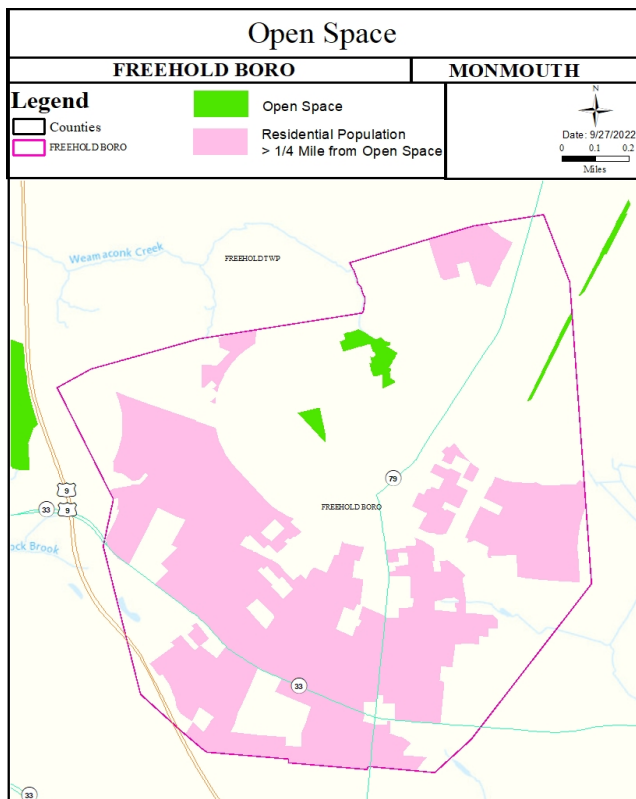 Open Space
FREEHOLD BORO
MONMOUTH
Legend
Counties
FREEHOLD BORO
Open Space
Residential Population
> 1/4 Mile from Open Space
N
Date: 9/27/2022
0 0.1 0.2
Miles
Weamaconk Creek
FREEHOLD TWP
79
9
33
9
FREEHOLD BORO
ock Brook
33
33